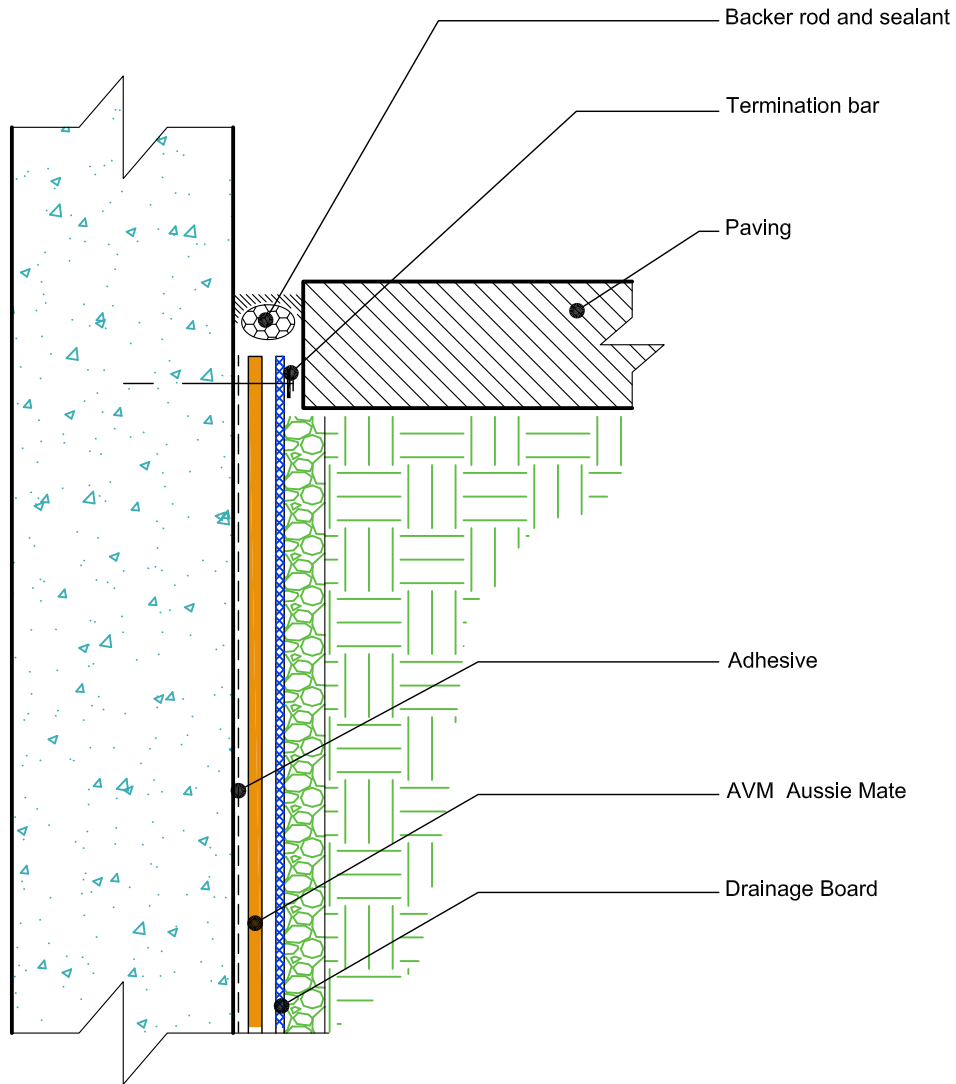 Backer rod and sealant
Termination bar
Paving
Adhesive
AVM  Aussie Mate
Drainage Board